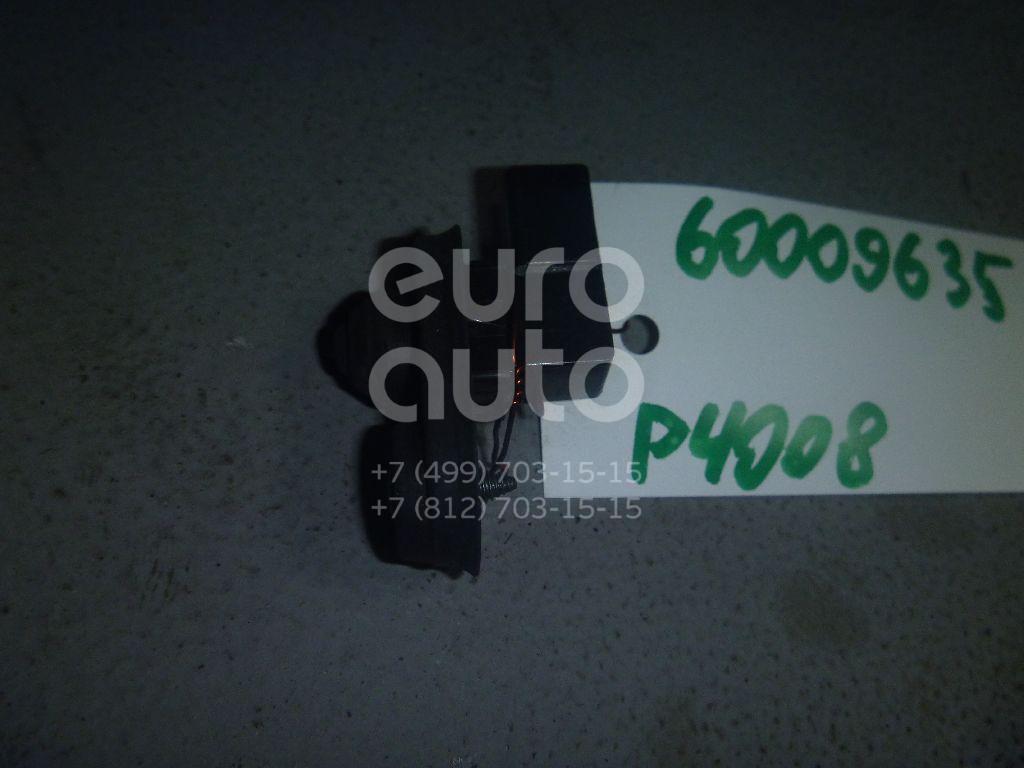 60009635
euro
auto
P4008
+7 (499) 703-15-15
+7 (812) 703-15-15